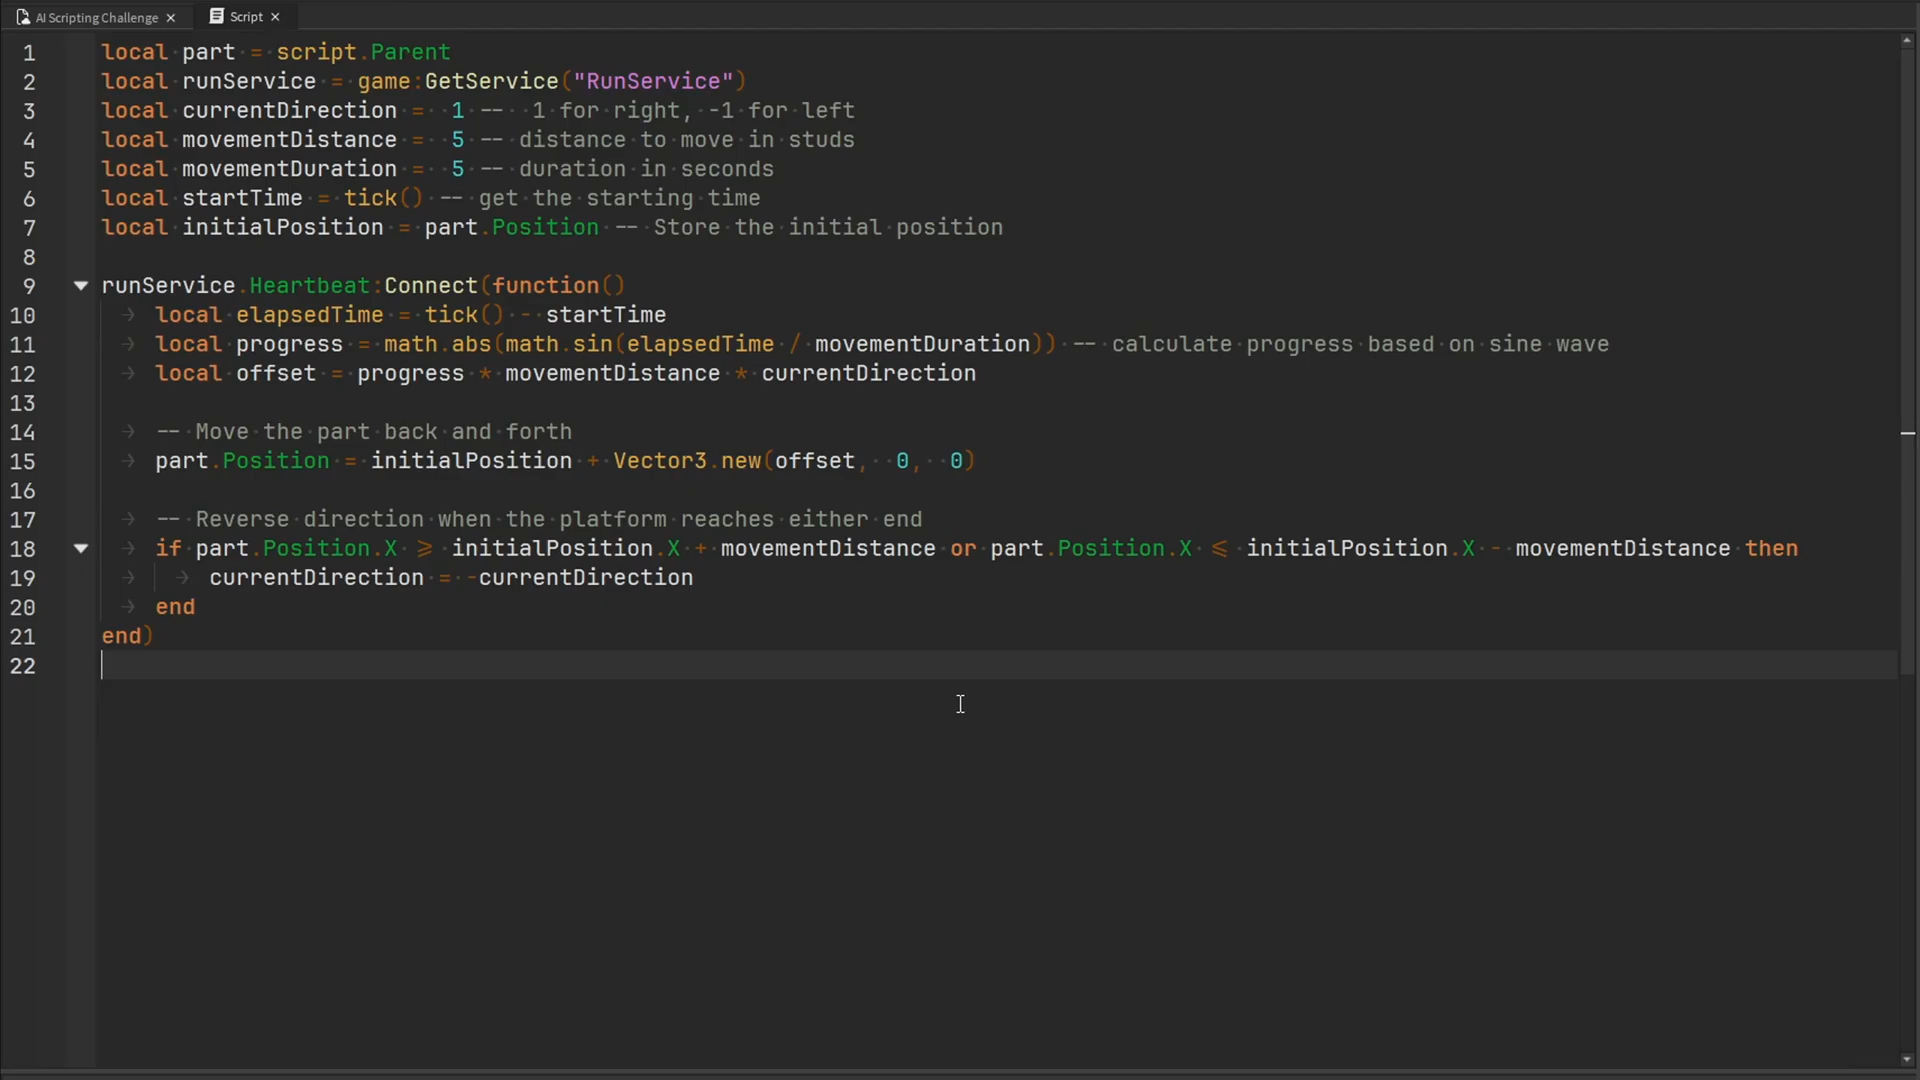 AI Scripting Challenge × Script ×
1 local part = script.Parent
2 local runService = game:GetService("RunService")
3 local currentDirection =  1 --  1 for right, -1 for left
4 local movementDistance =  5 -- distance to move in studs
5 local movementDuration =  5 -- duration in seconds
6 local startTime = tick() -- get the starting time
7 local initialPosition = part.Position -- Store the initial position
8
9 runService.Heartbeat:Connect(function()
10     local elapsedTime = tick() - startTime
11     local progress = math.abs(math.sin(elapsedTime / movementDuration)) -- calculate progress based on sine wave
12     local offset = progress * movementDistance * currentDirection
13
14     -- Move the part back and forth
15     part.Position = initialPosition + Vector3.new(offset,  0,  0)
16
17     -- Reverse direction when the platform reaches either end
18     if part.Position.X >= initialPosition.X + movementDistance or part.Position.X <= initialPosition.X - movementDistance then
19         currentDirection = -currentDirection
20     end
21 end)
22